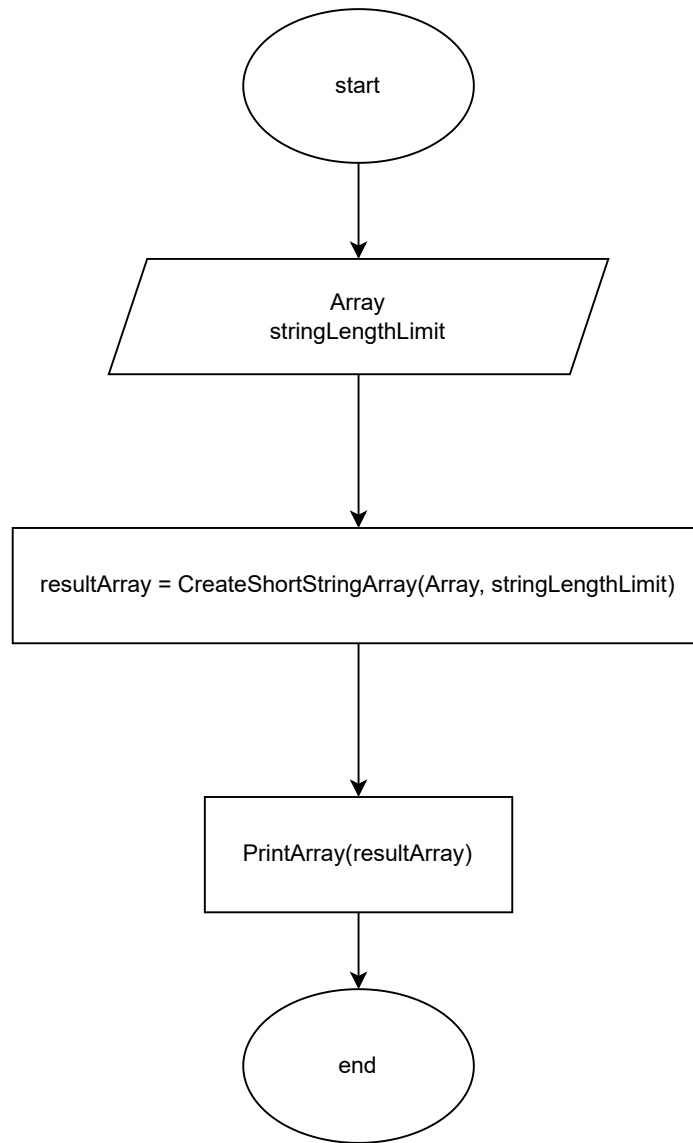 start
Array
stringLengthLimit
resultArray = CreateShortStringArray(Array, stringLengthLimit)
PrintArray(resultArray)
end